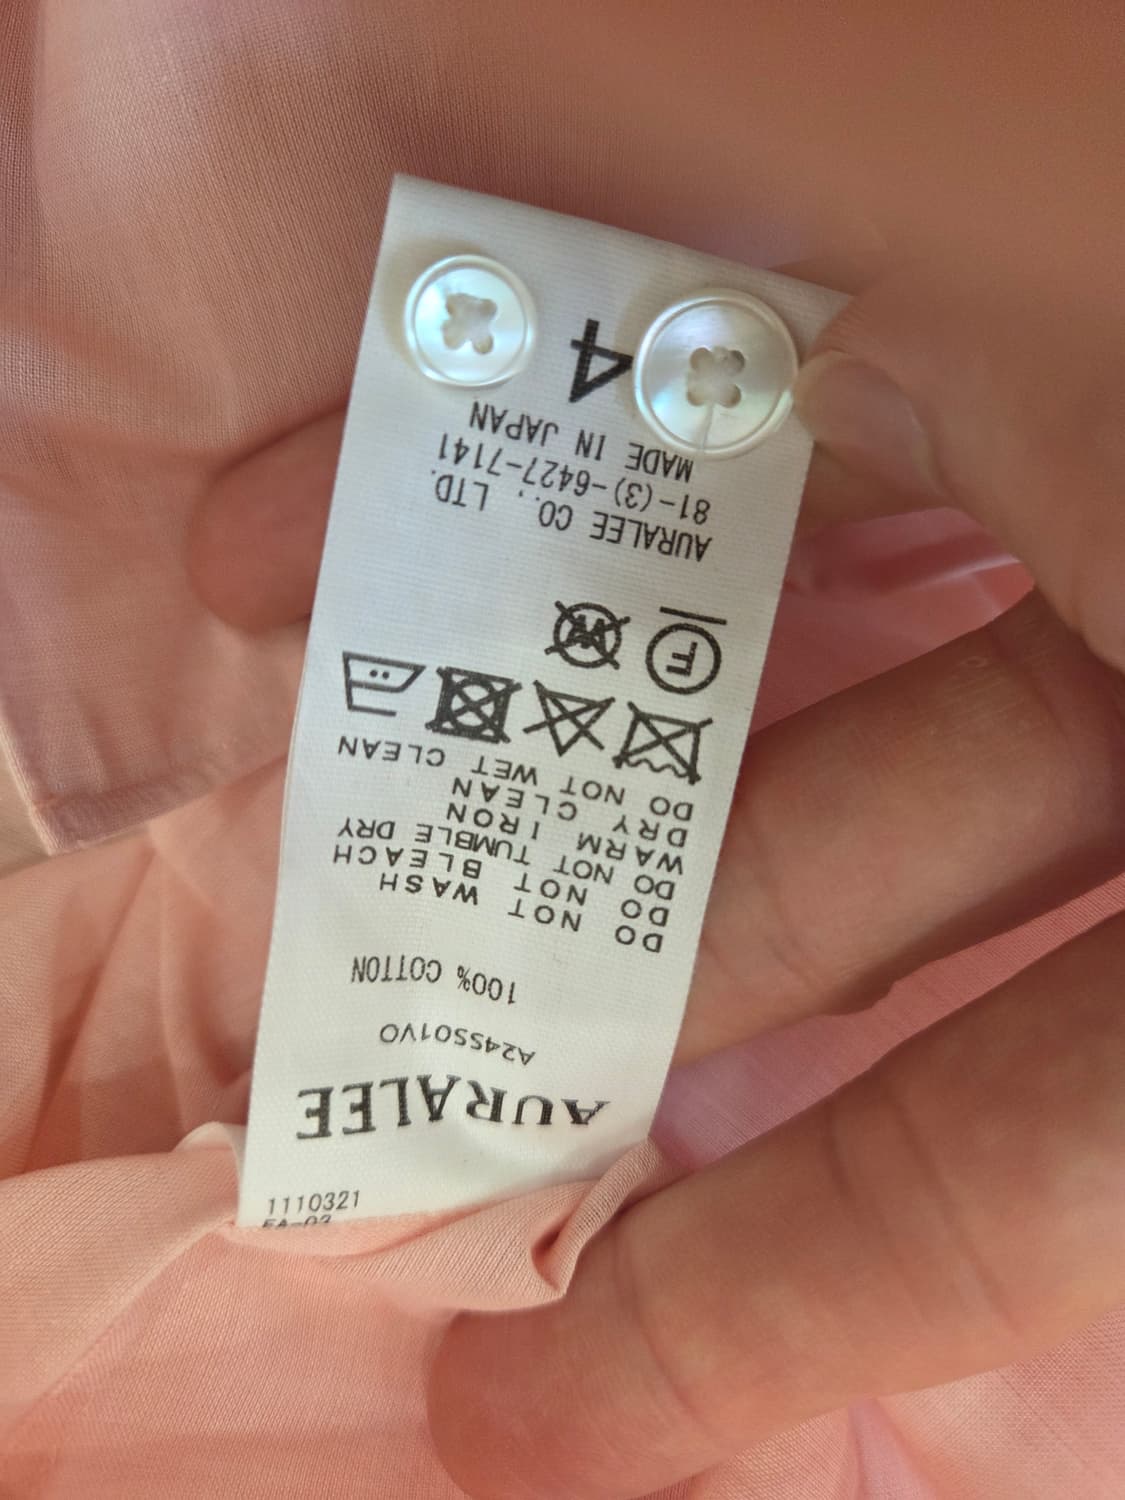 AURALEE
A24SS01VO
100% COTTON
DO NOT WASH
DO NOT BLEACH
DO NOT TUMBLE DRY
WARM IRON
DRY CLEAN
DO NOT WET CLEAN
F W
AURALEE CO., LTD.
81-(3)-6427-7141
MADE IN JAPAN
4
1110321